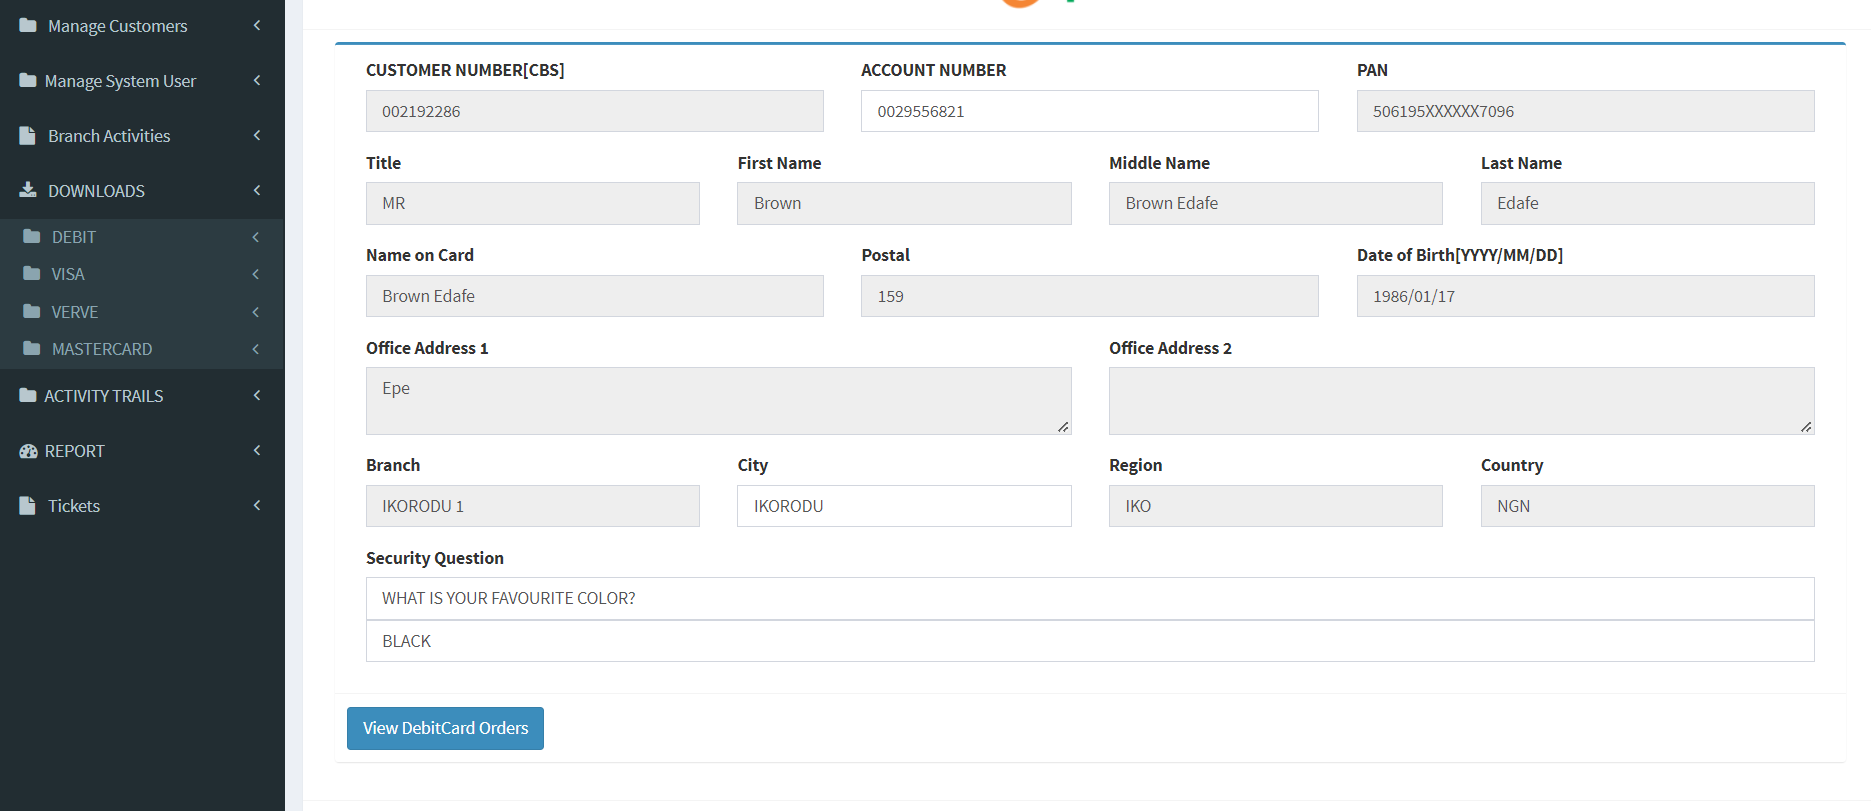 Manage Customers
Manage System User
Branch Activities
DOWNLOADS
DEBIT
VISA
VERVE
MASTERCARD
ACTIVITY TRAILS
REPORT
Tickets
CUSTOMER NUMBER[CBS] ACCOUNT NUMBER PAN
002192286 0029556821 506195XXXXXX7096
Title First Name Middle Name Last Name
MR Brown Brown Edafe Edafe
Name on Card Postal Date of Birth[YYYY/MM/DD]
Brown Edafe 159 1986/01/17
Office Address 1 Office Address 2
Epe
Branch City Region Country
IKORODU 1 IKORODU IKO NGN
Security Question
WHAT IS YOUR FAVOURITE COLOR?
BLACK
View DebitCard Orders